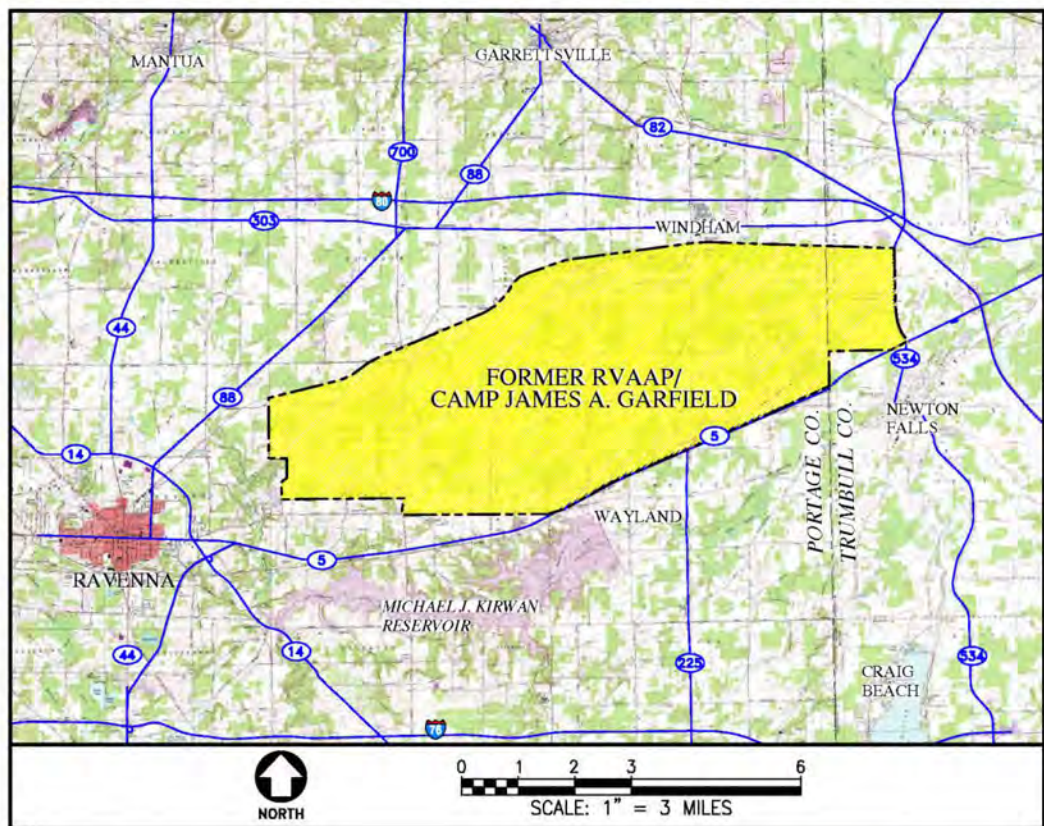 MANTUA
GARRETTSVILLE
82
700
88
80
303
WINDHAM
44
FORMER RVAAP/
CAMP JAMES A. GARFIELD
534
88
NEWTON
FALLS
5
14
PORTAGE CO.
TRUMBULL CO.
WAYLAND
RAVENNA
5
MICHAEL J. KIRWAN
RESERVOIR
44
14
225
534
CRAIG
BEACH
76
NORTH
0 1 2 3 6
SCALE: 1" = 3 MILES